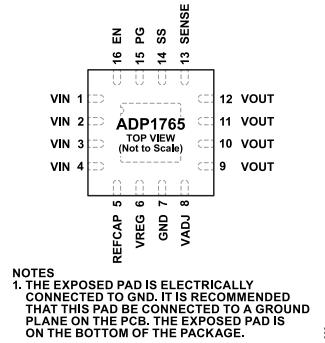 16 EN
15 PG
14 SS
13 SENSE
VIN 1
VIN 2
VIN 3
VIN 4
ADP1765
TOP VIEW
(Not to Scale)
12 VOUT
11 VOUT
10 VOUT
9 VOUT
REFCAP 5
VREG 6
GND 7
VADJ 8
NOTES
1. THE EXPOSED PAD IS ELECTRICALLY
CONNECTED TO GND. IT IS RECOMMENDED
THAT THIS PAD BE CONNECTED TO A GROUND
PLANE ON THE PCB. THE EXPOSED PAD IS
ON THE BOTTOM OF THE PACKAGE.